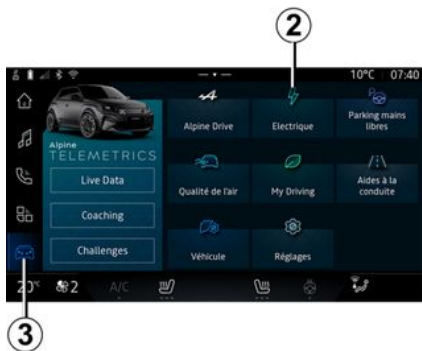 2
10°C 07:40
Alpine Drive
Electrique
Parking mains
libres
Alpine
TELEMETRICS
Live Data
Coaching
Challenges
Qualité de l'air
My Driving
Aides à la
conduite
Véhicule
Réglages
20°C
2
A/C
3